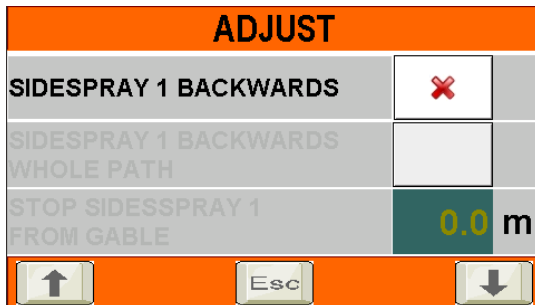 ADJUST
SIDESPRAY 1 BACKWARDS
SIDESPRAY 1 BACKWARDS
WHOLE PATH
STOP SIDESSPRAY 1
FROM GABLE
0.0 m
Esc